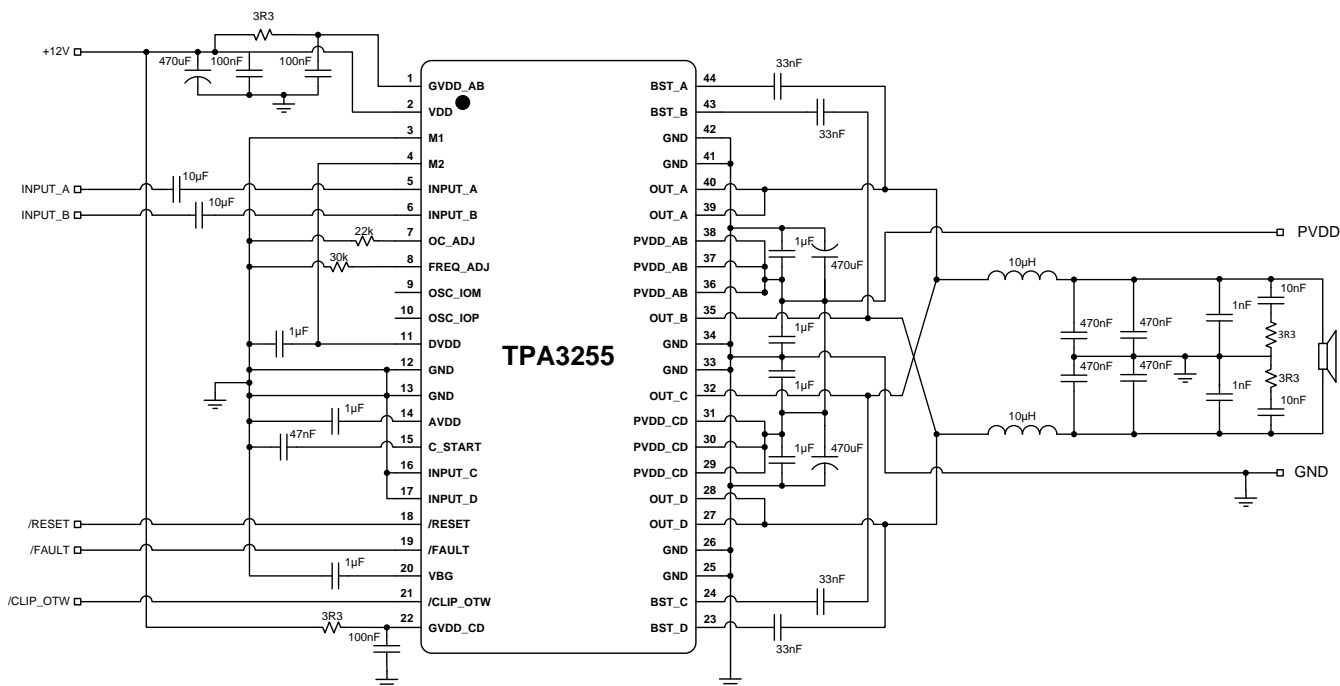 3R3
+12V
470uF
100nF
100nF
1
GVDD_AB
2
VDD
3
M1
4
M2
INPUT_A
10µF
5
INPUT_A
INPUT_B
10µF
6
INPUT_B
22k
7
OC_ADJ
30k
8
FREQ_ADJ
9
OSC_IOM
10
OSC_IOP
1µF
11
DVDD
12
GND
13
GND
1µF
14
AVDD
47nF
15
C_START
16
INPUT_C
17
INPUT_D
/RESET
18
/RESET
/FAULT
19
/FAULT
1µF
20
VBG
/CLIP_OTW
21
/CLIP_OTW
3R3
22
GVDD_CD
100nF
TPA3255
33nF
44
BST_A
43
BST_B
33nF
42
GND
41
GND
40
OUT_A
39
OUT_A
38
PVDD_AB
1µF
37
PVDD_AB
470uF
36
PVDD_AB
35
OUT_B
34
GND
1µF
33
GND
32
OUT_C
1µF
31
PVDD_CD
30
PVDD_CD
1µF
470uF
29
PVDD_CD
28
OUT_D
27
OUT_D
26
GND
25
GND
33nF
24
BST_C
23
BST_D
33nF
PVDD
10µH
10nF
1nF
470nF
470nF
3R3
470nF
470nF
3R3
1nF
10nF
10µH
GND